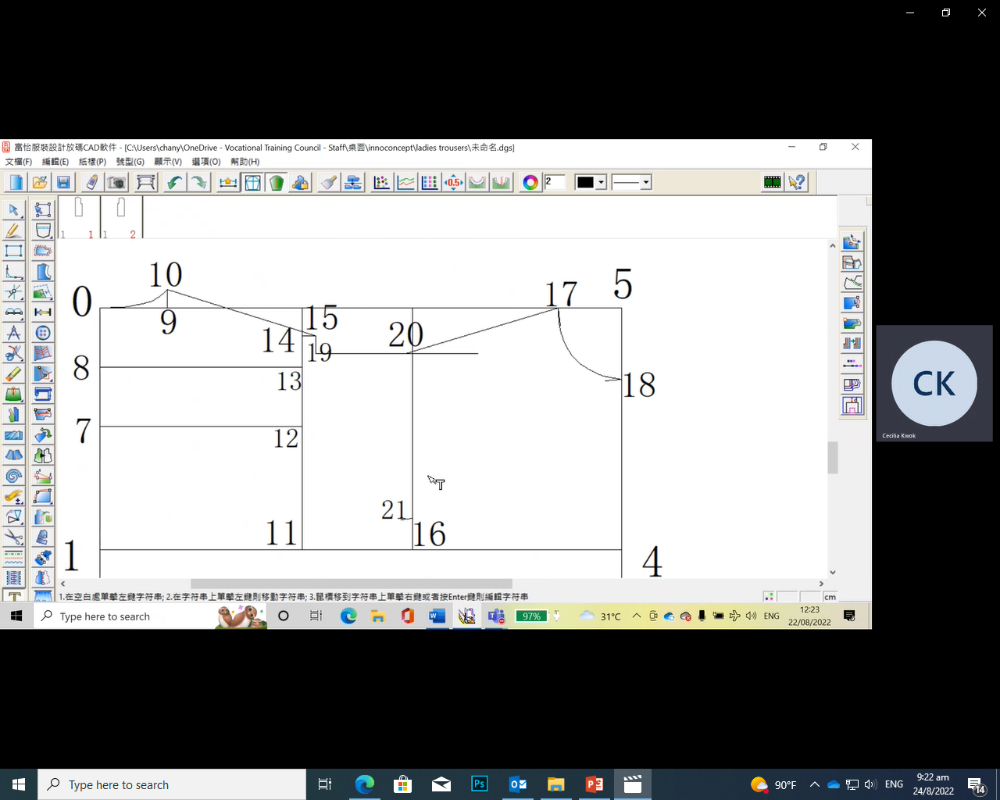 富怡服裝設計放碼CAD軟件 - [C:\Users\chany\OneDrive - Vocational Training Council - Staff\桌面\innoconcept\ladies trousers\未命名.dgs]
文檔(F) 編輯(E) 紙樣(P) 號型(G) 顯示(V) 選項(O) 幫助(H)
0.5
2
1 1 1 2
10
5
0
17
15
9
20
14
19
8
13
18
7
12
21
11
16
1
4
CK
Cecilia Kwok
1.在空白處單擊左鍵字符串; 2.在字符串上單擊左鍵則移動字符串; 3.鼠標移到字符串上單擊右鍵或者按Enter鍵則編輯字符串
cm
Type here to search
97%
31°C
ENG
12:23
22/08/2022
Type here to search
Ps
90°F
ENG
9:22 am
24/8/2022
14